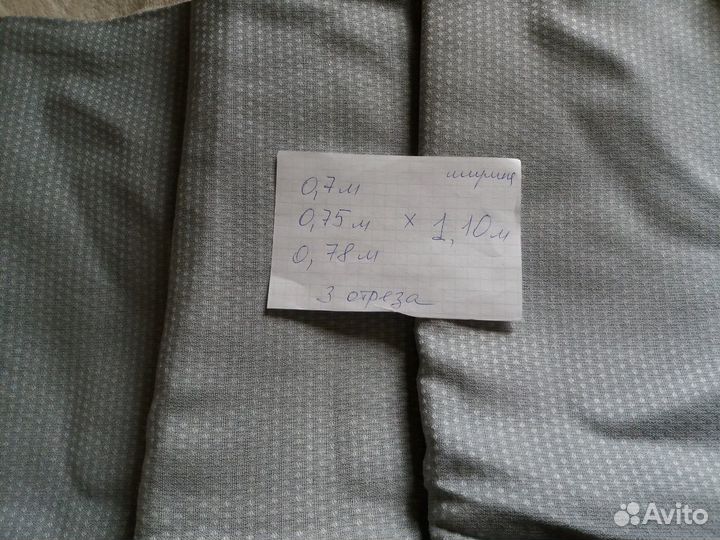 ширина
0,7м
0,75м × 1,10м
0,78м
3 отреза
Avito